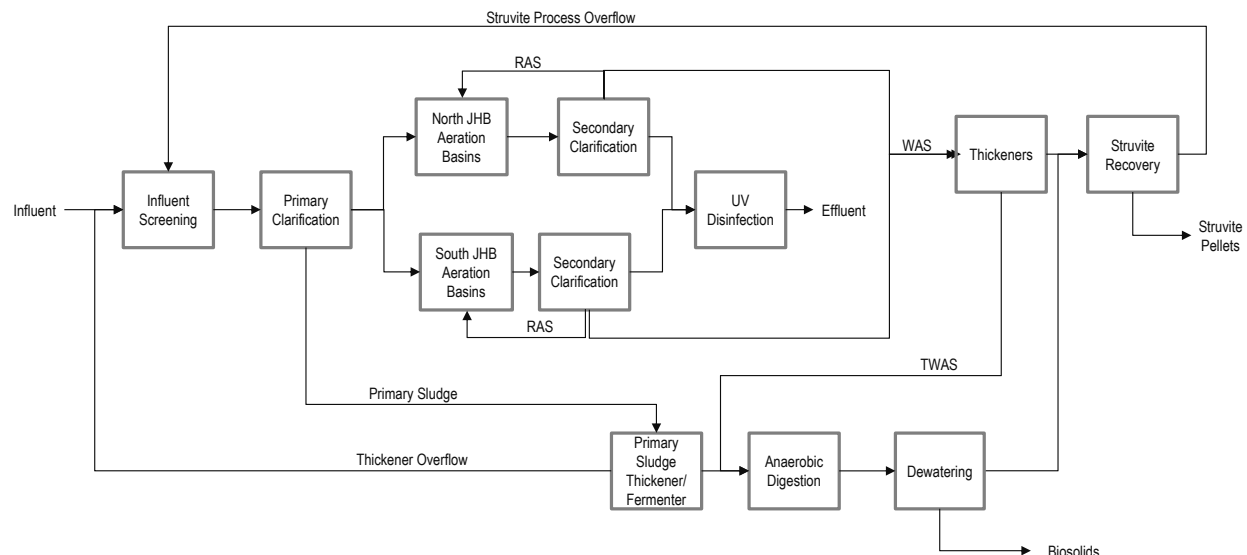 Struvite Process Overflow
RAS
North JHB
Aeration
Basins
Secondary
Clarification
WAS
Thickeners
Struvite
Recovery
Influent
Influent
Screening
Primary
Clarification
UV
Disinfection
Effluent
Struvite
Pellets
South JHB
Aeration
Basins
Secondary
Clarification
RAS
TWAS
Primary Sludge
Thickener Overflow
Primary
Sludge
Thickener/
Fermenter
Anaerobic
Digestion
Dewatering
Biosolids